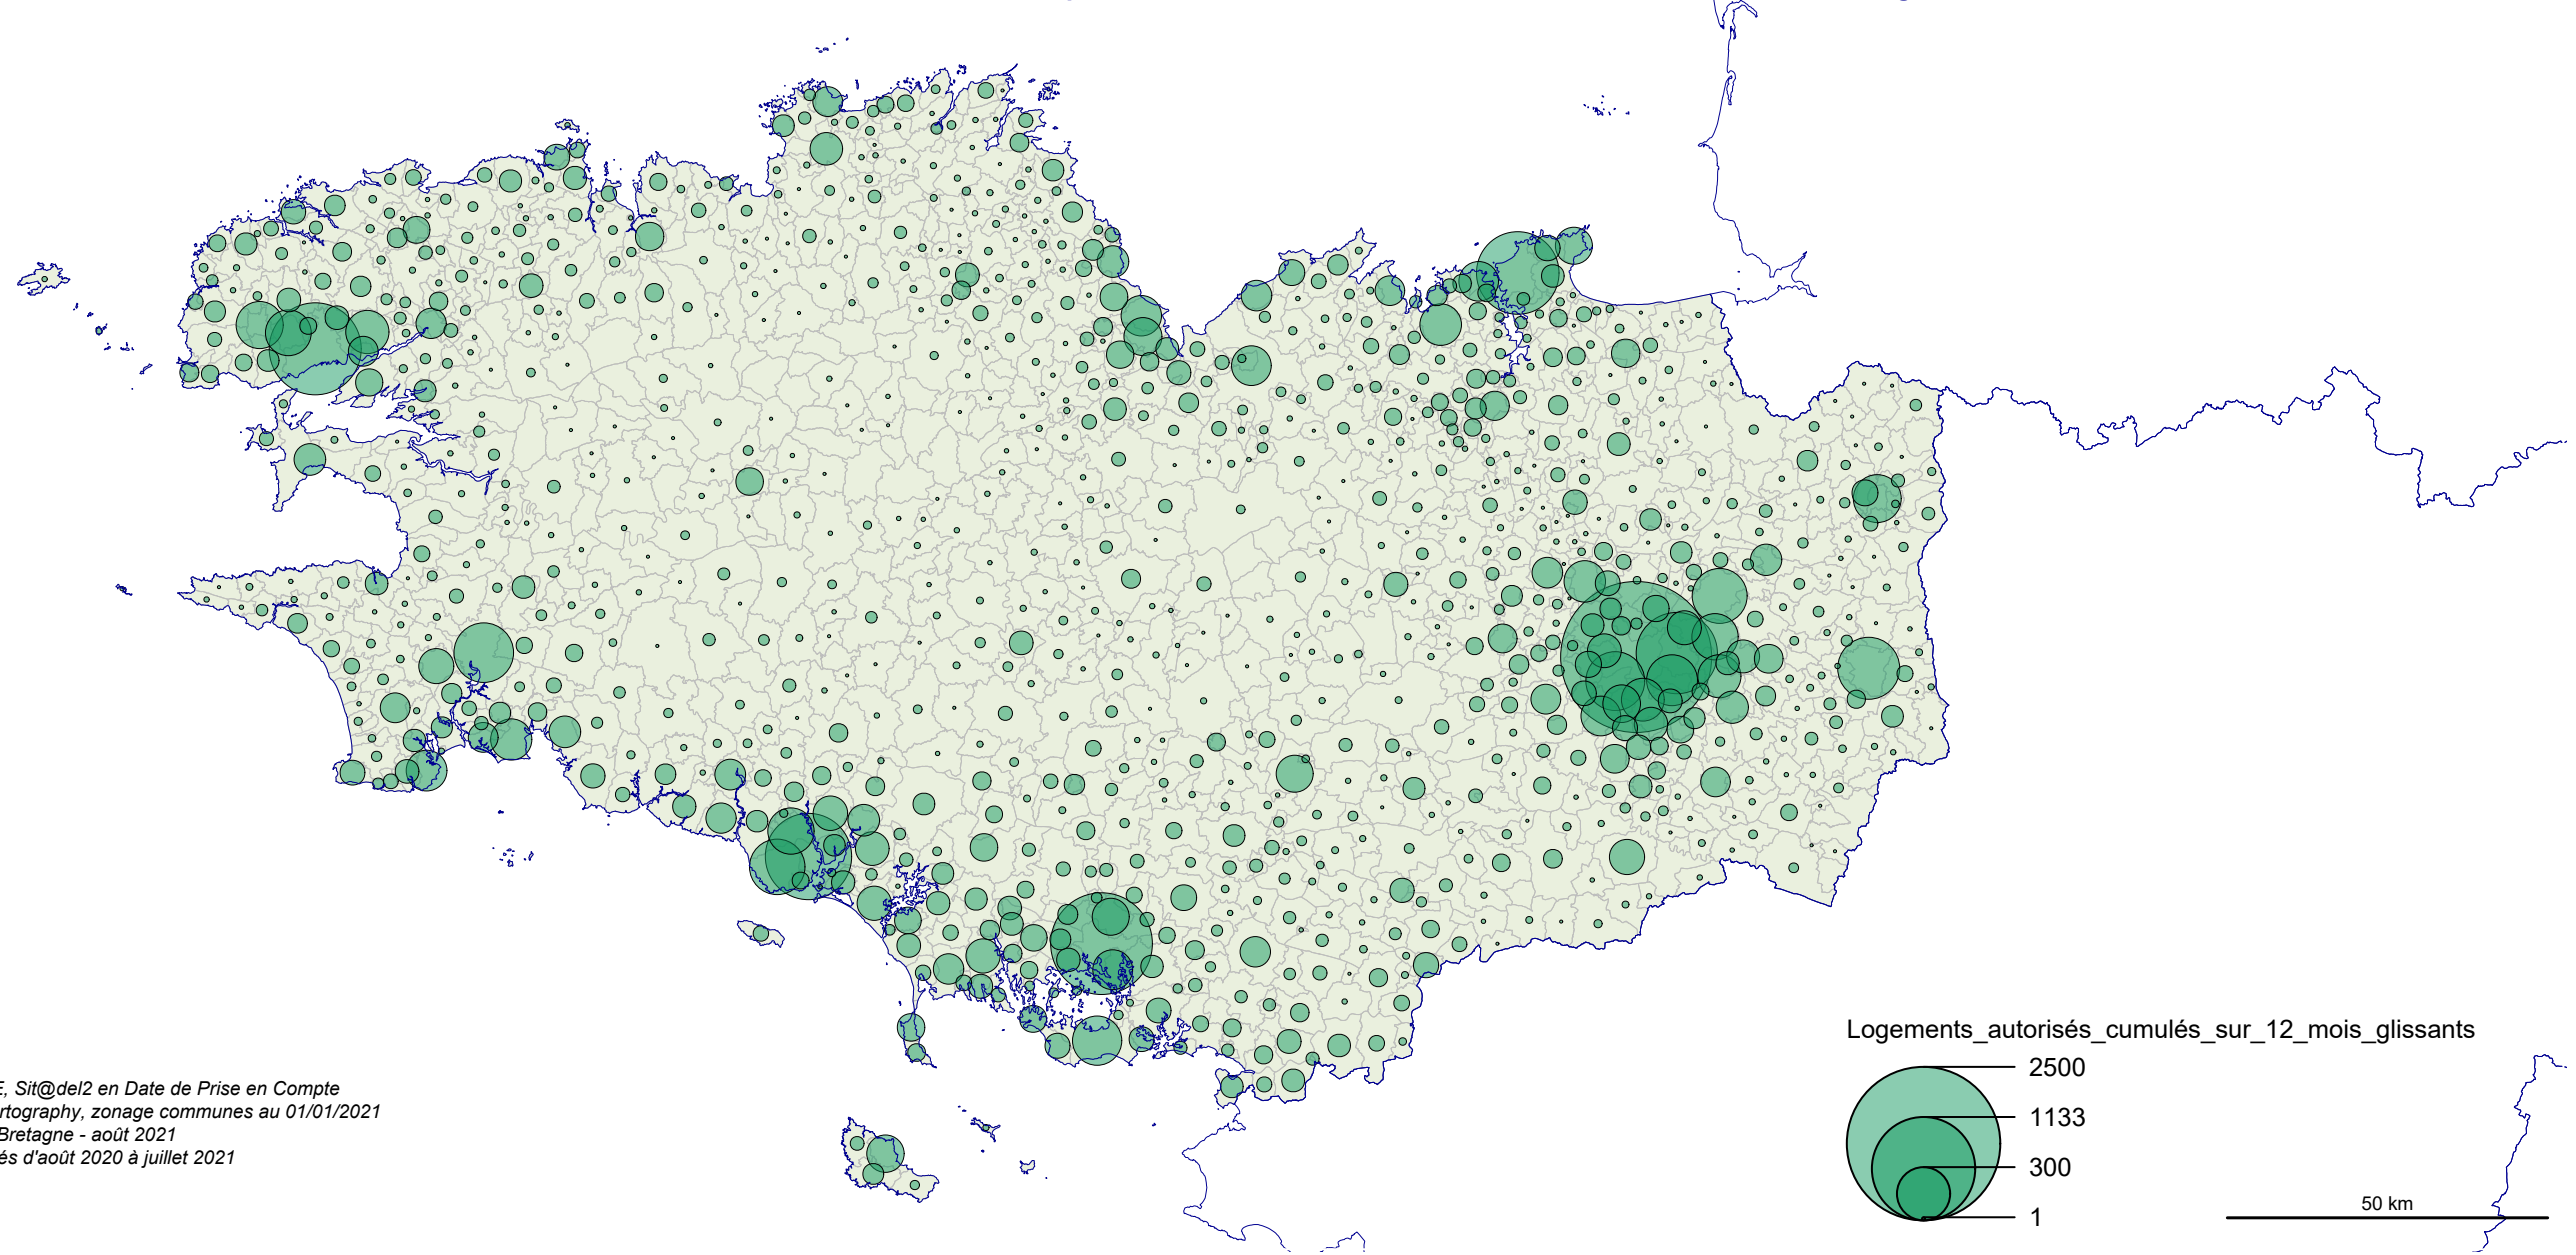 Logements_autorisés_cumulés_sur_12_mois_glissants
2500
1133
300
1
50 km
E, Sit@del2 en Date de Prise en Compte
rtography, zonage communes au 01/01/2021
Bretagne - août 2021
és d'août 2020 à juillet 2021